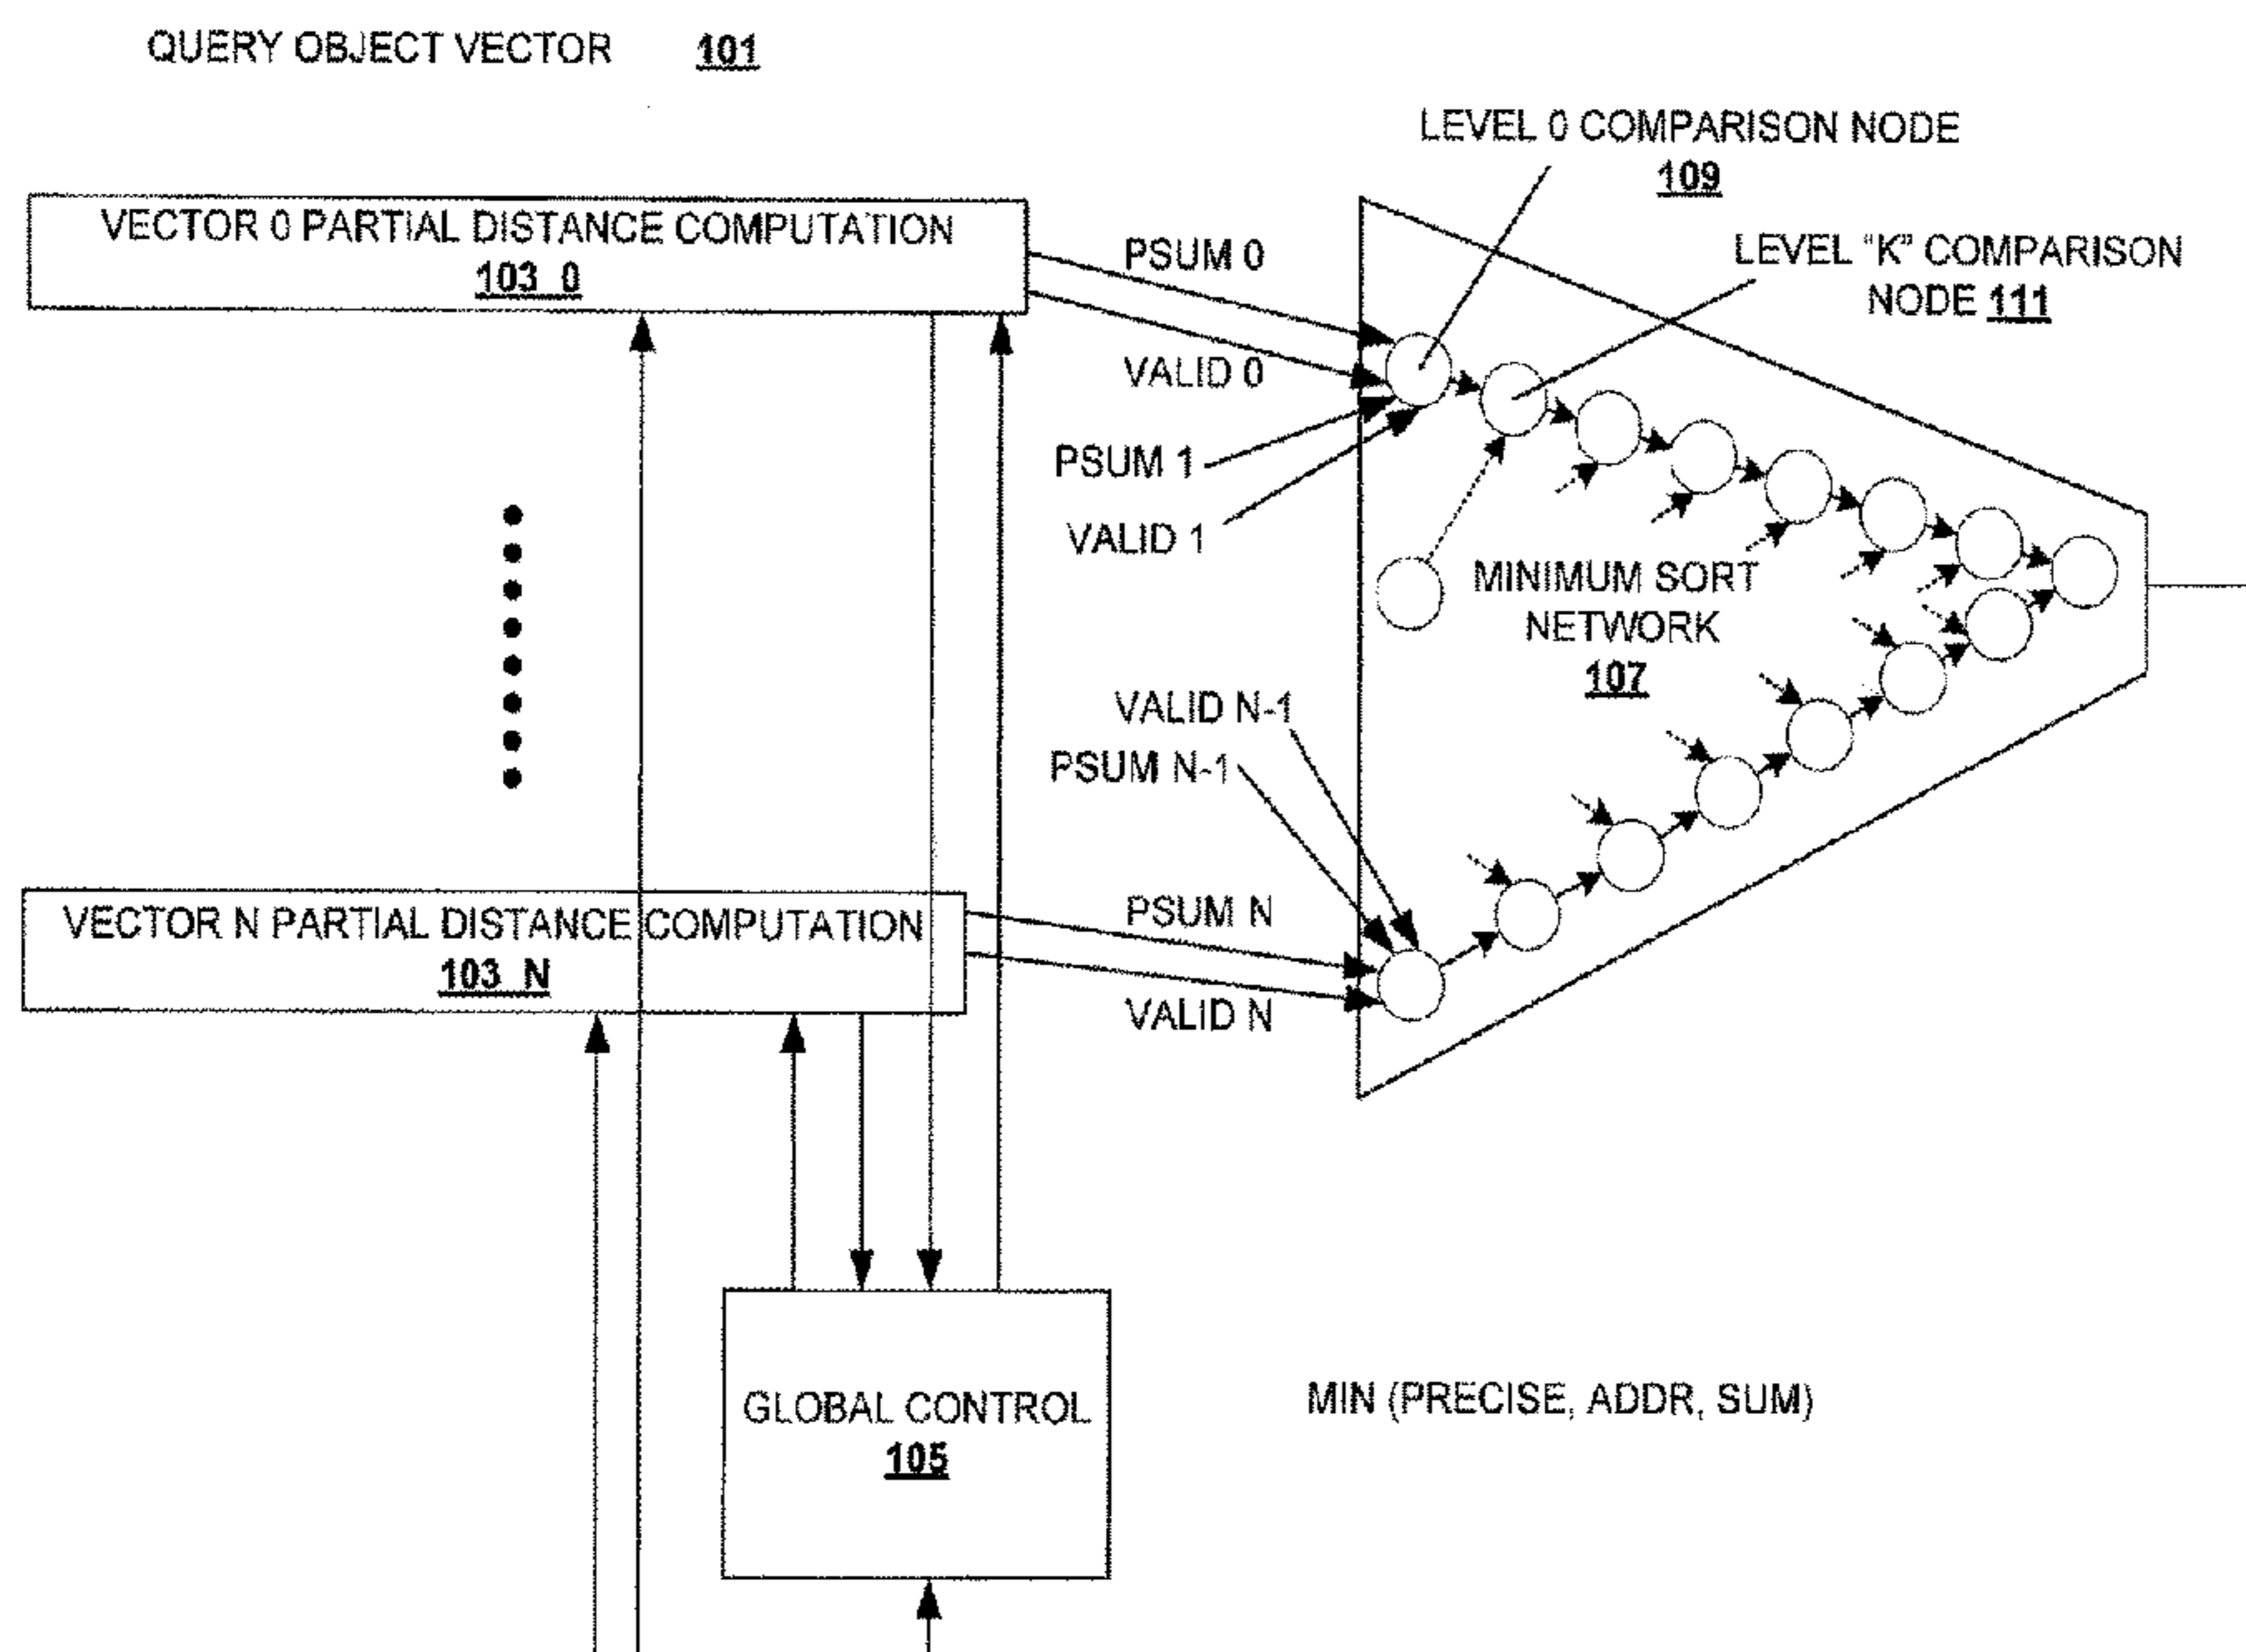 QUERY OBJECT VECTOR 101
LEVEL 0 COMPARISON NODE
109
VECTOR 0 PARTIAL DISTANCE COMPUTATION
103_0
PSUM 0
LEVEL "K" COMPARISON
NODE 111
VALID 0
PSUM 1
VALID 1
MINIMUM SORT
NETWORK
107
VALID N-1
PSUM N-1
VECTOR N PARTIAL DISTANCE COMPUTATION
103_N
PSUM N
VALID N
GLOBAL CONTROL
105
MIN (PRECISE, ADDR, SUM)